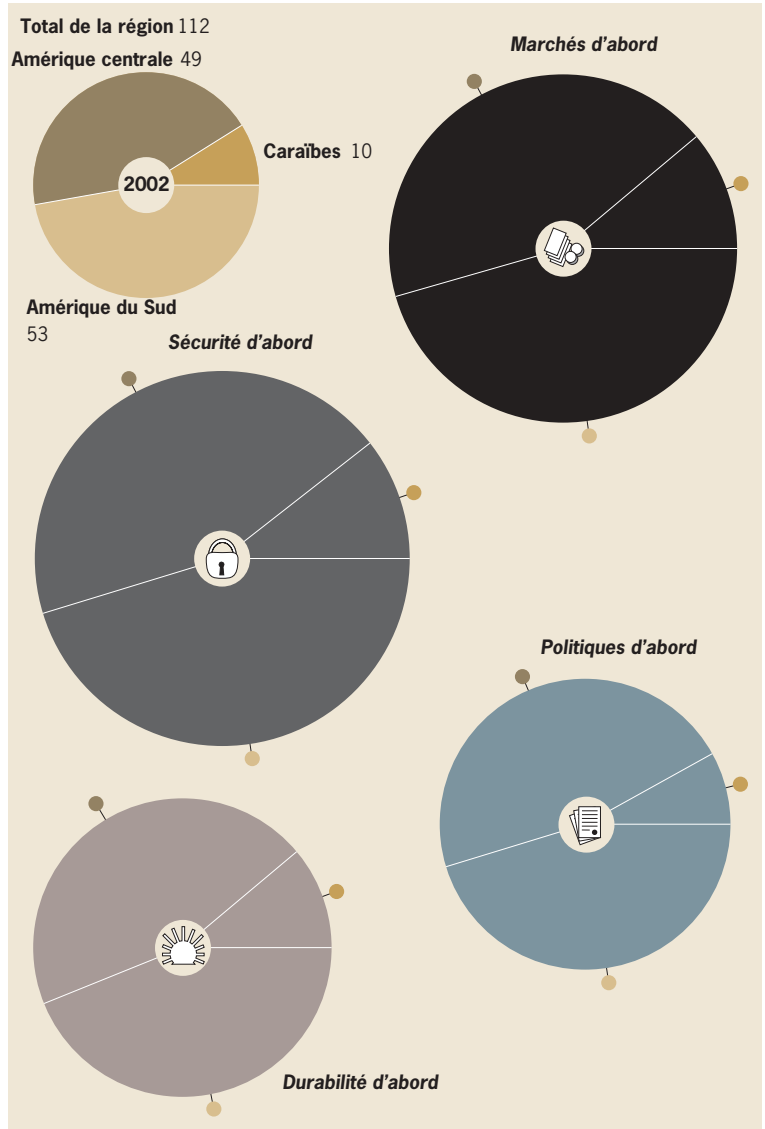 Total de la région 112
Amérique centrale 49
Caraïbes 10
2002
Amérique du Sud
53
Marchés d'abord
Sécurité d'abord
Politiques d'abord
Durabilité d'abord